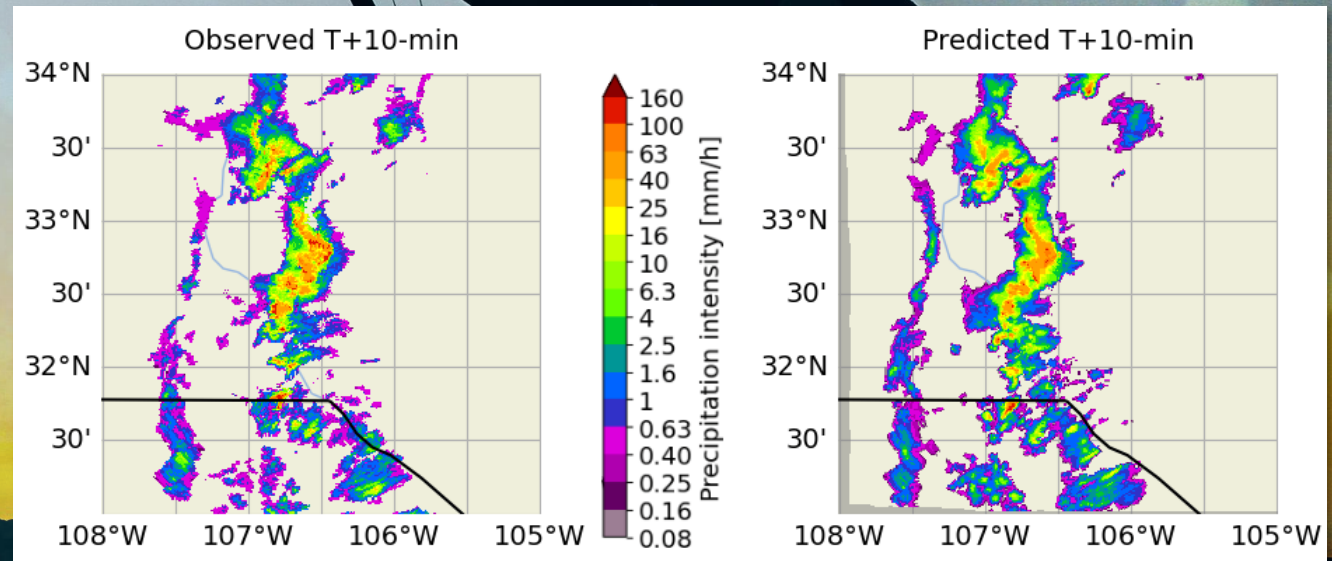 Observed T+10-min
34°N
30'
33°N
30'
32°N
30'
108°W 107°W 106°W 105°W
160
100
63
40
25
16
10
6.3
4
2.5
1.6
1
0.63
0.40
0.25
0.16
0.08
Precipitation intensity [mm/h]
Predicted T+10-min
34°N
30'
33°N
30'
32°N
30'
108°W 107°W 106°W 105°W